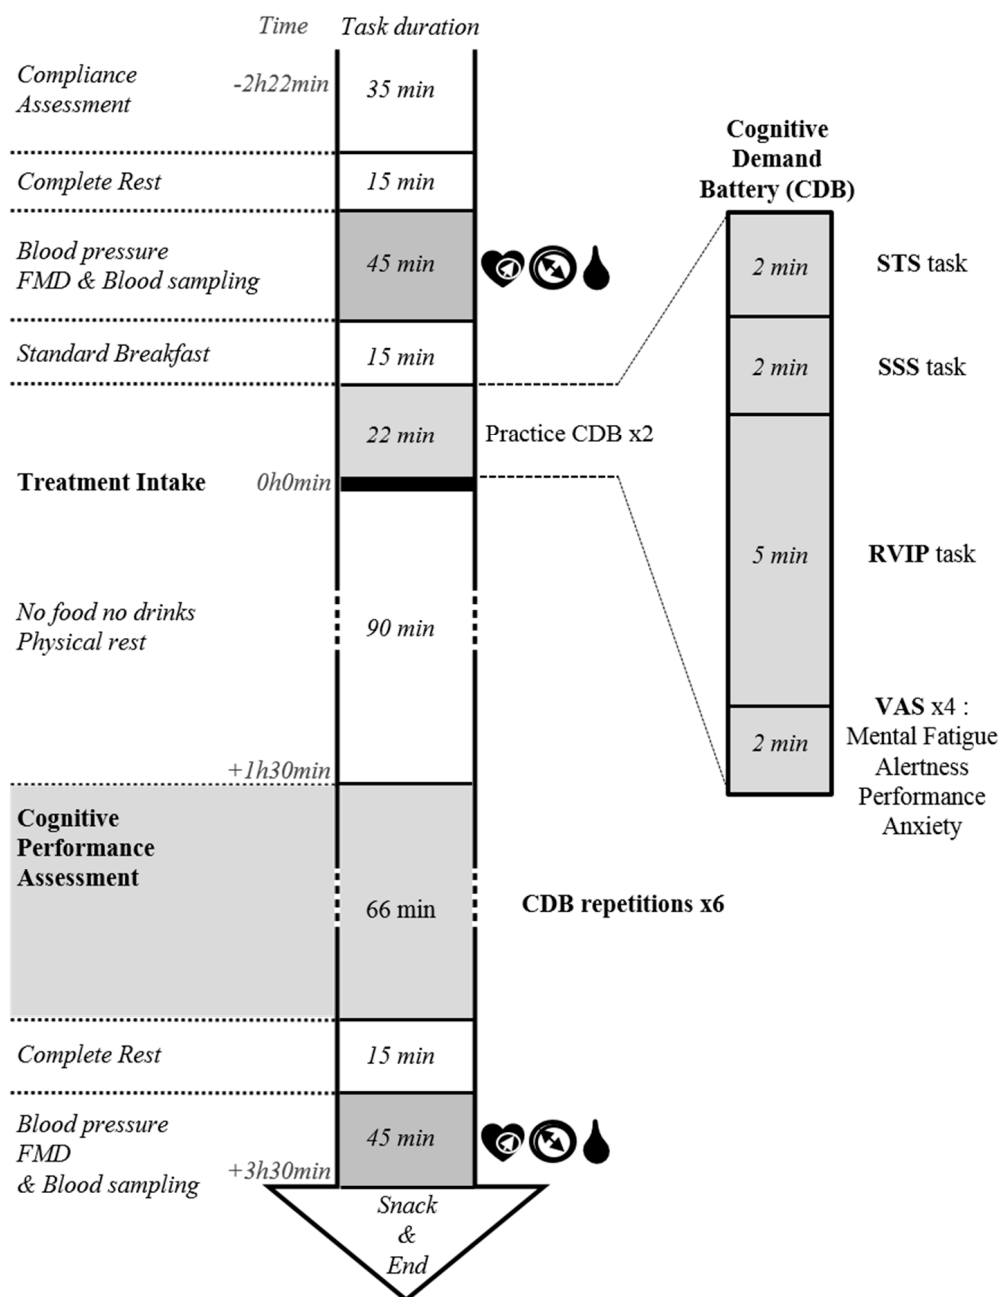 Time
Task duration
Compliance
Assessment
-2h22min
35 min
Complete Rest
15 min
Blood pressure
FMD & Blood sampling
45 min
Standard Breakfast
15 min
22 min
Practice CDB x2
Treatment Intake
0h0min
No food no drinks
Physical rest
90 min
+1h30min
Cognitive
Performance
Assessment
66 min
CDB repetitions x6
Complete Rest
15 min
Blood pressure
FMD
& Blood sampling
45 min
+3h30min
Snack
&
End
Cognitive
Demand
Battery (CDB)
2 min
STS task
2 min
SSS task
5 min
RVIP task
2 min
VAS x4 :
Mental Fatigue
Alertness
Performance
Anxiety